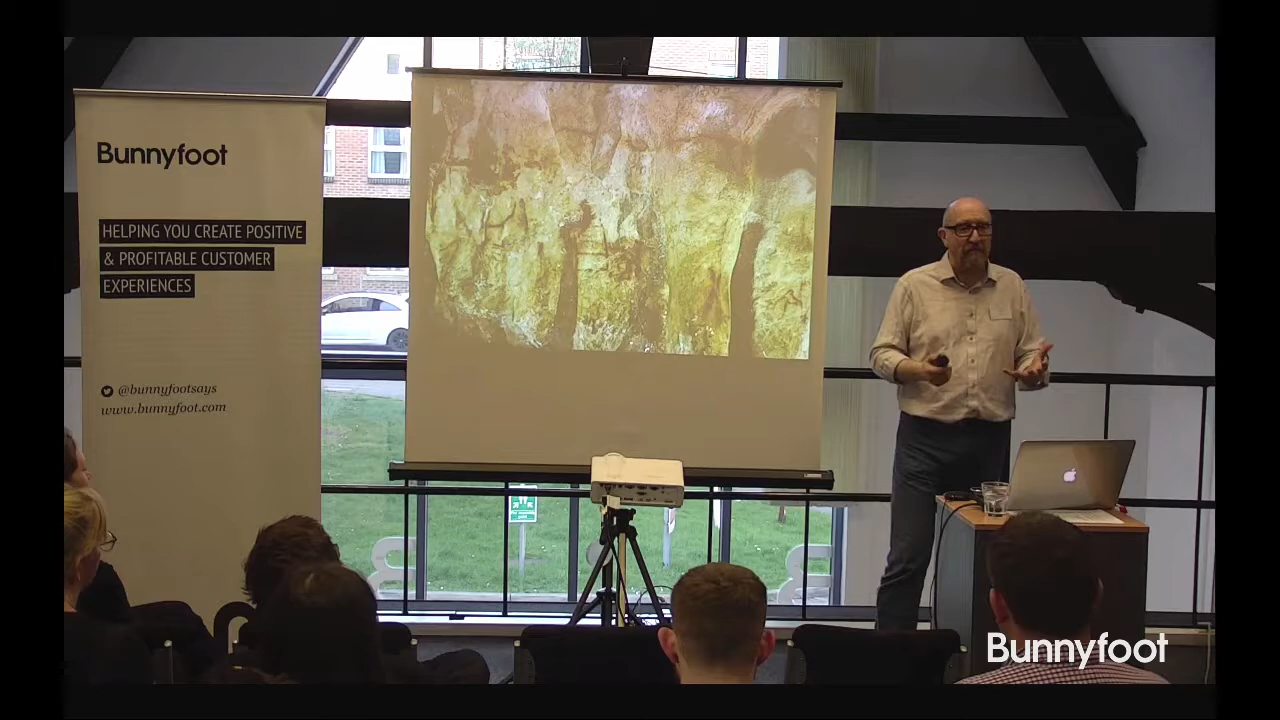 Bunnyfoot
HELPING YOU CREATE POSITIVE
& PROFITABLE CUSTOMER
EXPERIENCES
@bunnyfootsays
www.bunnyfoot.com
Bunnyfoot